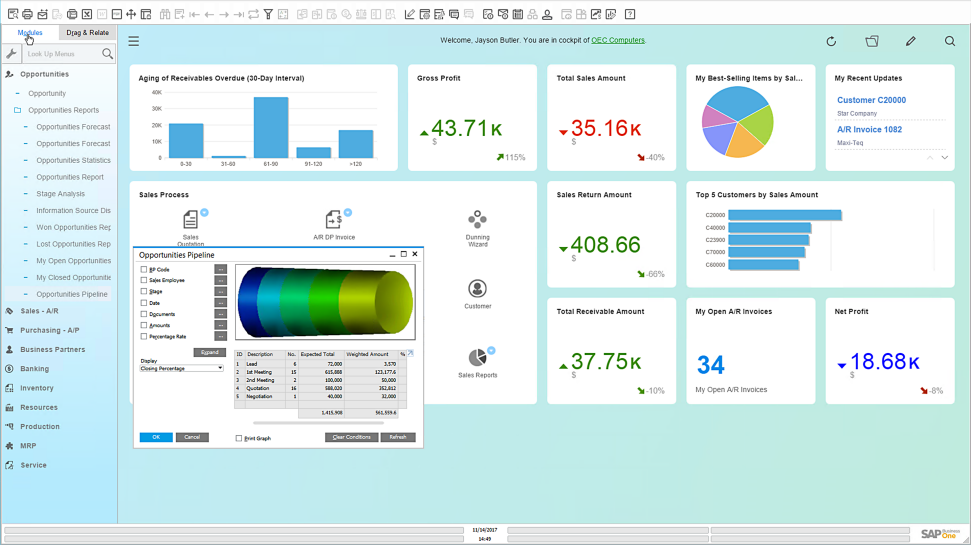 Modules
Drag & Relate
Look Up Menus
Welcome, Jayson Butler. You are in cockpit of OEC Computers.
Opportunities
Opportunity
Opportunities Reports
Opportunities Forecast
Opportunities Forecast
Opportunities Statistics
Opportunities Report
Stage Analysis
Information Source Dis
Won Opportunities Rep
Lost Opportunities Rep
My Open Opportunities
My Closed Opportunitie
Opportunities Pipeline
Sales - A/R
Purchasing - A/P
Business Partners
Banking
Inventory
Resources
Production
MRP
Service
Aging of Receivables Overdue (30-Day Interval)
40K
30K
20K
10K
0
0-30
31-60
61-90
91-120
>120
Gross Profit
43.71K
$
115%
Total Sales Amount
35.16K
$
-40%
My Best-Selling Items by Sal...
My Recent Updates
Customer C20000
Star Company
A/R Invoice 1082
Maxi-Teq
Sales Process
Sales
Quotation
A/R DP Invoice
Dunning
Wizard
Customer
Sales Reports
Sales Return Amount
408.66
$
-66%
Top 5 Customers by Sales Amount
C20000
C40000
C23900
C70000
C60000
Total Receivable Amount
37.75K
$
-10%
My Open A/R Invoices
34
My Open A/R Invoices
Net Profit
18.68K
$
-8%
Opportunities Pipeline
BP Code
Sales Employee
Stage
Date
Documents
Amounts
Percentage Rate
Expand
Display
Closing Percentage
ID Description No. Expected Total Weighted Amount %
1 Lead 6 72,000 3,570
2 1st Meeting 15 615,888 123,177.6
3 2nd Meeting 2 100,000 50,000
4 Quotation 16 588,020 352,812
5 Negotiation 1 40,000 32,000
1,415,908 561,559.6
OK
Cancel
Print Graph
Clear Conditions
Refresh
11/14/2017
14:49
SAP Business One